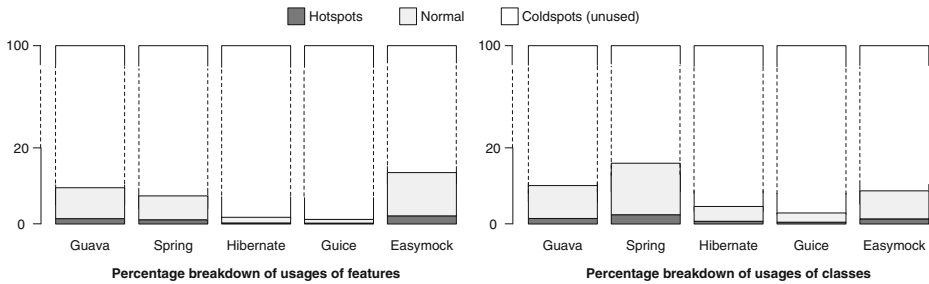 Hotspots Normal Coldspots (unused)
100
20
0
Guava Spring Hibernate Guice Easymock
Percentage breakdown of usages of features
100
20
0
Guava Spring Hibernate Guice Easymock
Percentage breakdown of usages of classes